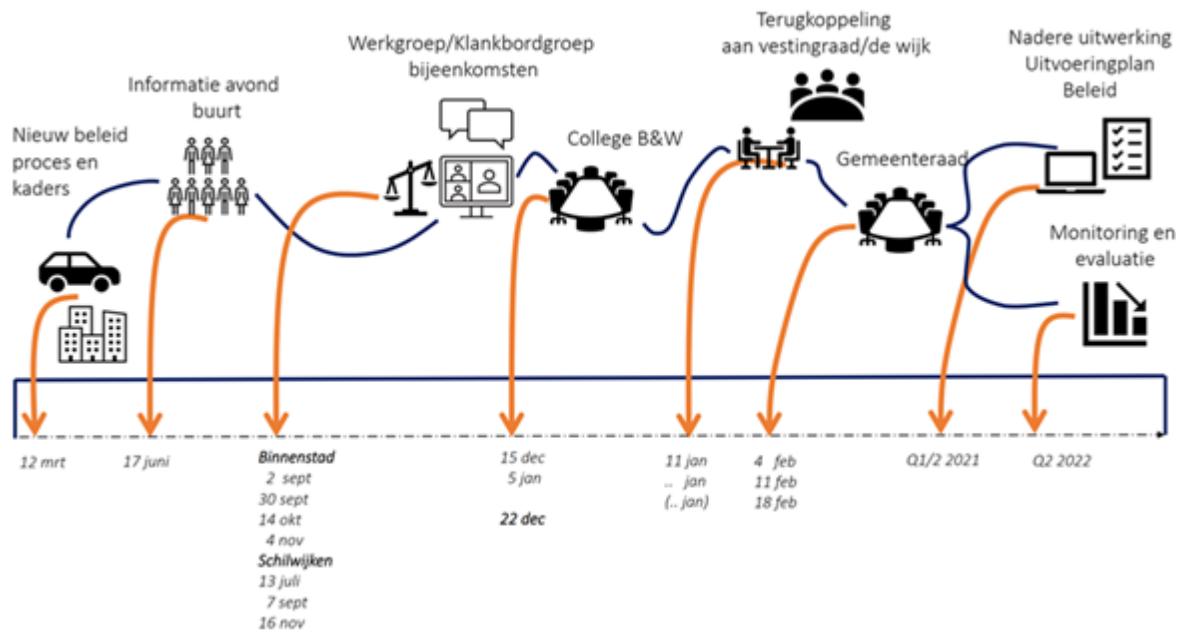 Nieuw beleid
proces en
kaders
Informatie avond
buurt
Werkgroep/Klankbordgroep
bijeenkomsten
College B&W
Terugkoppeling
aan vestingraad/de wijk
Gemeenteraad
Nadere uitwerking
Uitvoeringplan
Beleid
Monitoring en
evaluatie
12 mrt
17 juni
Binnenstad
2 sept
30 sept
14 okt
4 nov
Schilwijken
13 juli
7 sept
16 nov
15 dec
5 jan
22 dec
11 jan
.. jan
(.. jan)
4 feb
11 feb
18 feb
Q1/2 2021
Q2 2022